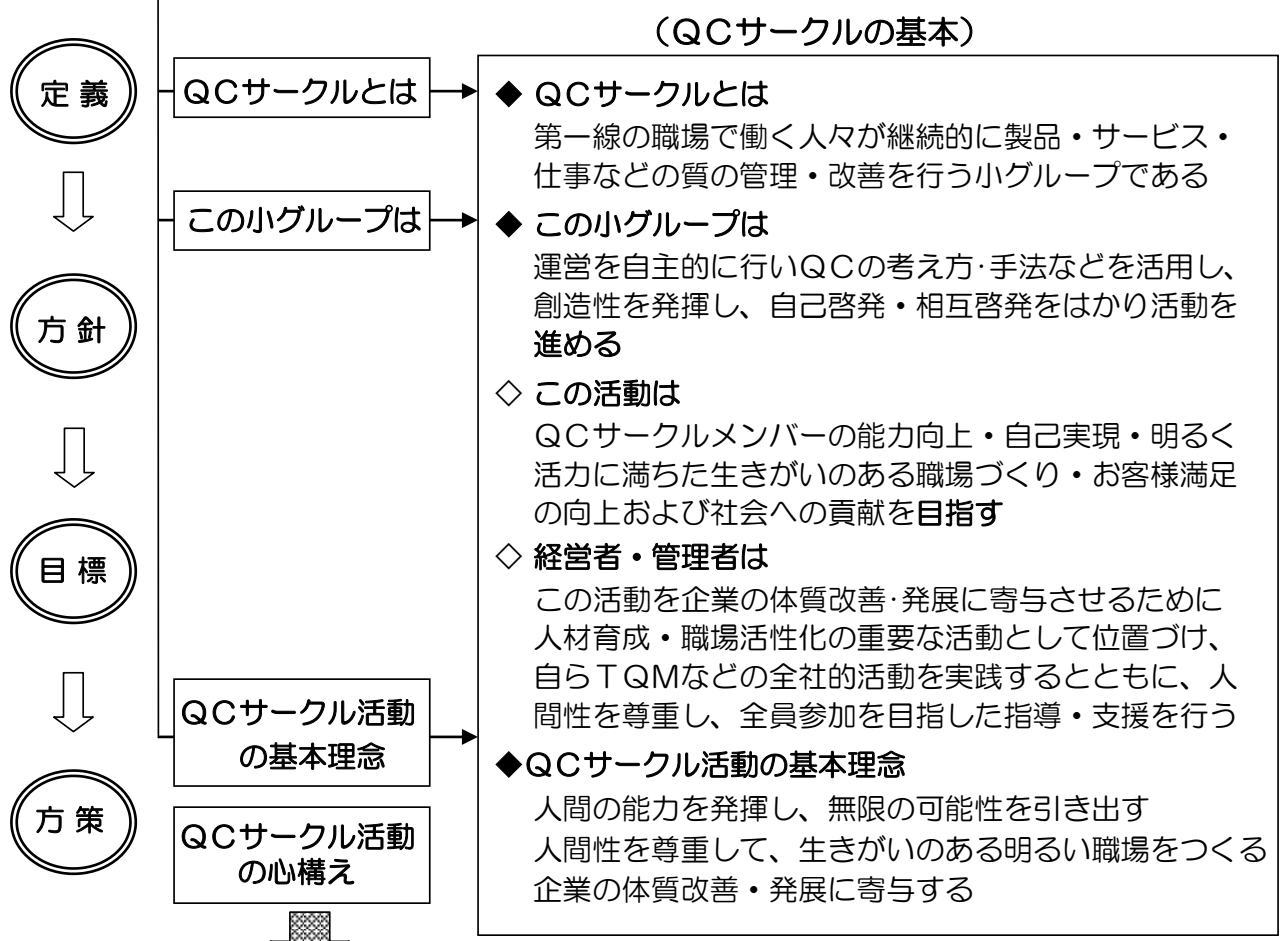 （ＱＣサークルの基本）
定 義
方 針
目 標
方 策
ＱＣサークルとは
この小グループは
ＱＣサークル活動
の基本理念
ＱＣサークル活動
の心構え
◆ ＱＣサークルとは
第一線の職場で働く人々が継続的に製品・サービス・
仕事などの質の管理・改善を行う小グループである
◆ この小グループは
運営を自主的に行いＱＣの考え方･手法などを活用し、
創造性を発揮し、自己啓発・相互啓発をはかり活動を
進める
◇ この活動は
ＱＣサークルメンバーの能力向上・自己実現・明るく
活力に満ちた生きがいのある職場づくり・お客様満足
の向上および社会への貢献を目指す
◇ 経営者・管理者は
この活動を企業の体質改善･発展に寄与させるために
人材育成・職場活性化の重要な活動として位置づけ、
自らＴＱＭなどの全社的活動を実践するとともに、人
間性を尊重し、全員参加を目指した指導・支援を行う
◆ＱＣサークル活動の基本理念
人間の能力を発揮し、無限の可能性を引き出す
人間性を尊重して、生きがいのある明るい職場をつくる
企業の体質改善・発展に寄与する